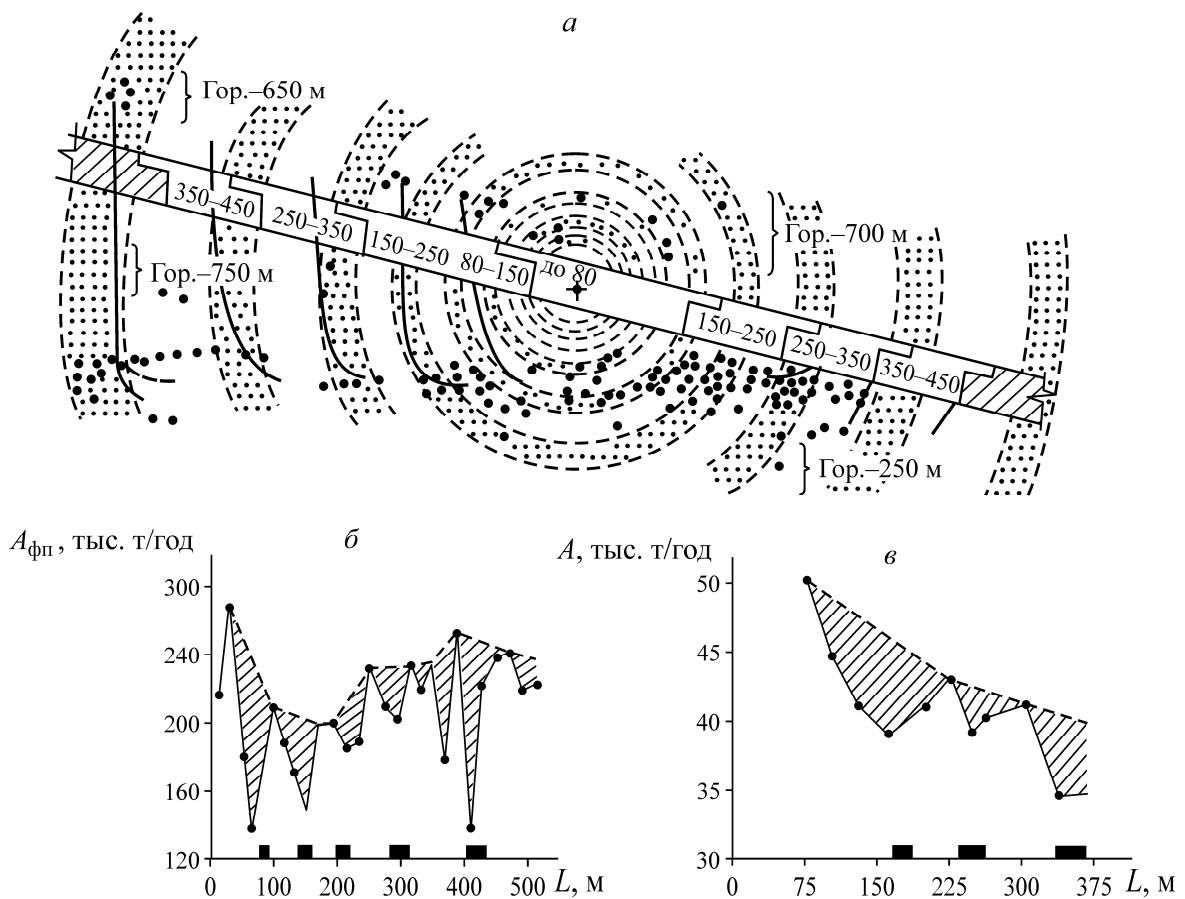 а
Гор.–650 м
350–450
250–350
150–250
80–150
до 80
Гор.–700 м
Гор.–750 м
150–250
250–350
350–450
Гор.–250 м
Aфп , тыс. т/год
б
300
240
200
160
120
0
100
200
300
400
500
L, м
A, тыс. т/год
в
50
45
40
35
30
0
75
150
225
300
375
L, м